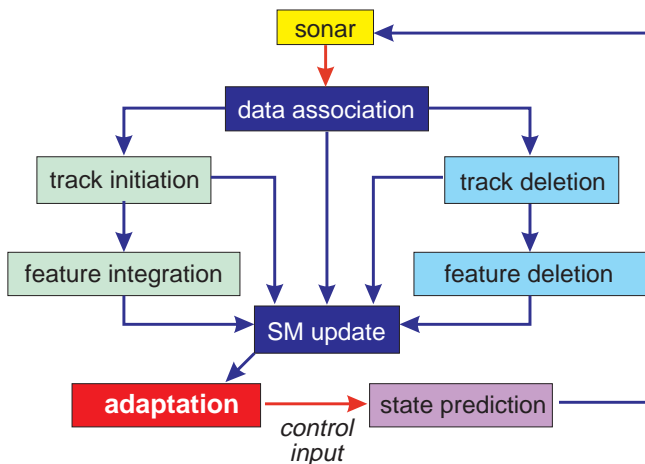 sonar
data association
track initiation
track deletion
feature integration
feature deletion
SM update
adaptation
state prediction
control
input